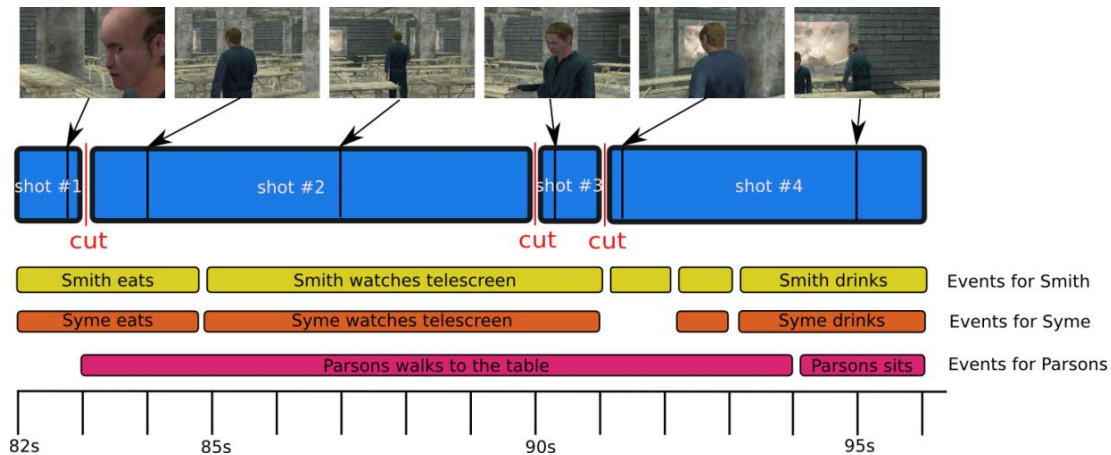 shot #1
shot #2
shot #3
shot #4
cut
cut
cut
Smith eats
Smith watches telescreen
Smith drinks
Events for Smith
Syme eats
Syme watches telescreen
Syme drinks
Events for Syme
Parsons walks to the table
Parsons sits
Events for Parsons
82s
85s
90s
95s